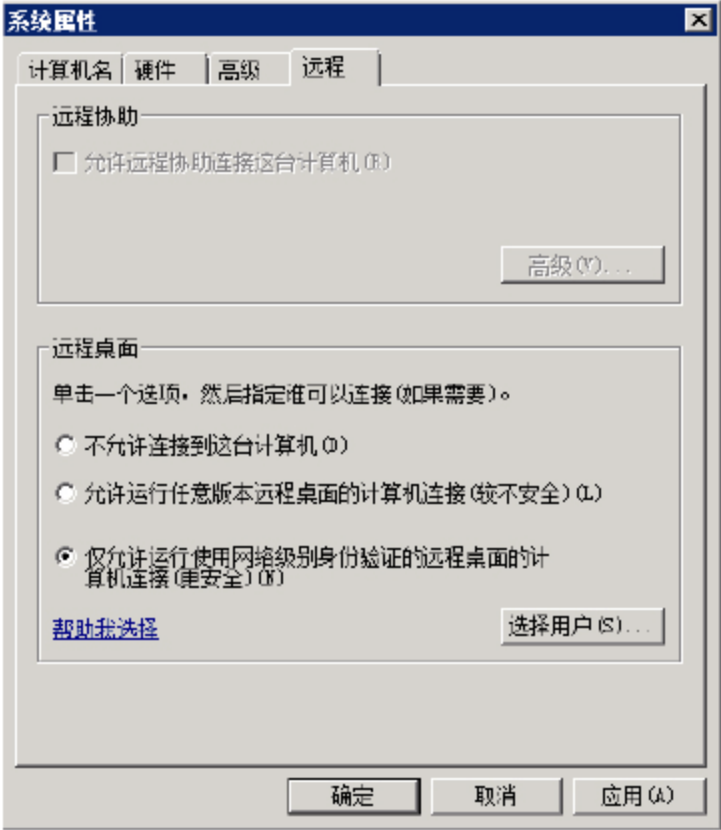 系统属性
计算机名 硬件 高级 远程
远程协助
允许远程协助连接这台计算机(R)
高级(V)...
远程桌面
单击一个选项，然后指定谁可以连接(如果需要)。
不允许连接到这台计算机(D)
允许运行任意版本远程桌面的计算机连接(较不安全)(L)
仅允许运行使用网络级别身份验证的远程桌面的计
算机连接(更安全)(N)
帮助我选择
选择用户(S)...
确定 取消 应用(A)